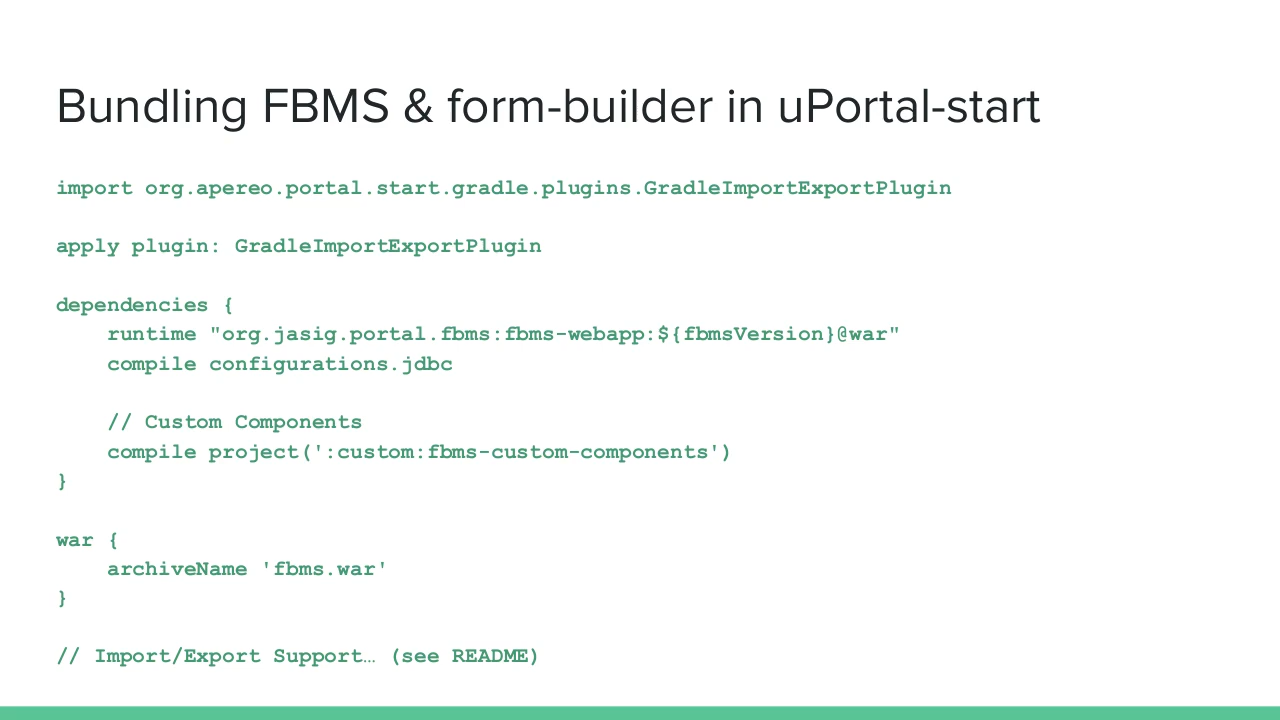 Bundling FBMS & form-builder in uPortal-start
import org.apereo.portal.start.gradle.plugins.GradleImportExportPlugin
apply plugin: GradleImportExportPlugin
dependencies {
    runtime "org.jasig.portal.fbms:fbms-webapp:${fbmsVersion}@war"
    compile configurations.jdbc
    // Custom Components
    compile project(':custom:fbms-custom-components')
}
war {
    archiveName 'fbms.war'
}
// Import/Export Support… (see README)